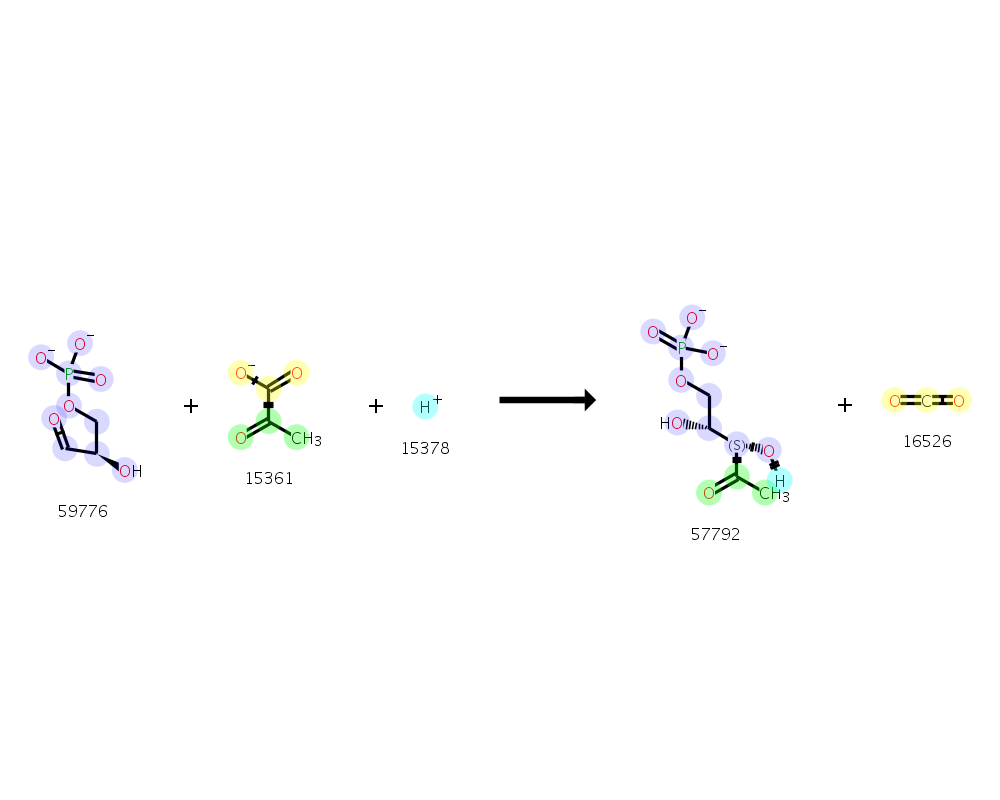 O⁻ O⁻
P O
O
O
OH
59776
+
O⁻ O
O CH₃
15361
+
H⁺
15378
O O⁻
P O⁻
O
HO (S) O
H
O CH₃
57792
+
O C O
16526